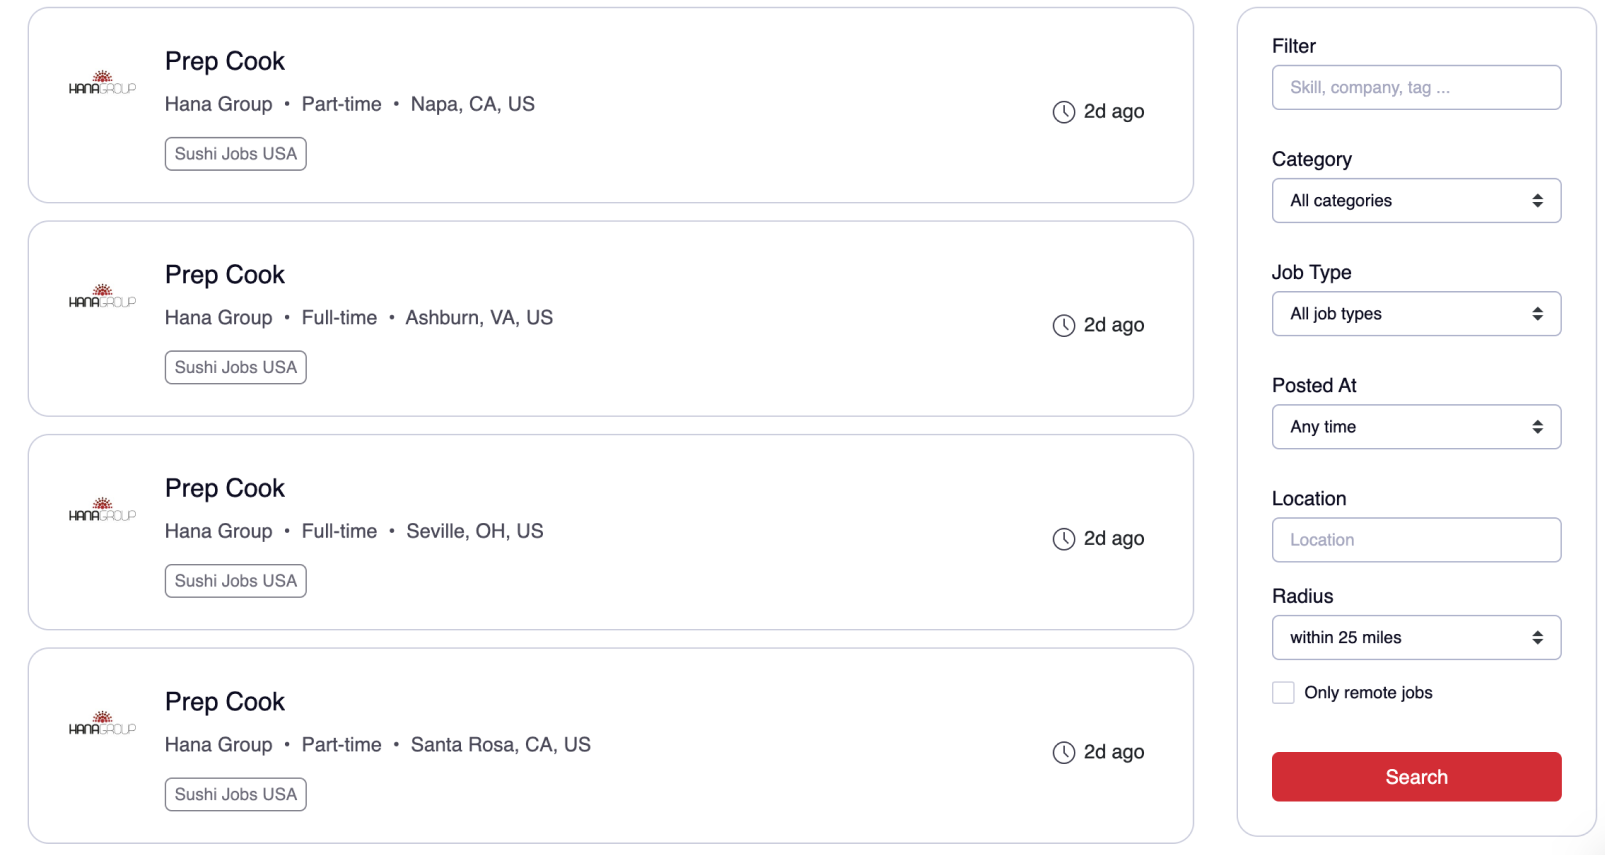 Prep Cook
HANAGROUP
Hana Group • Part-time • Napa, CA, US
2d ago
Sushi Jobs USA
Prep Cook
HANAGROUP
Hana Group • Full-time • Ashburn, VA, US
2d ago
Sushi Jobs USA
Prep Cook
HANAGROUP
Hana Group • Full-time • Seville, OH, US
2d ago
Sushi Jobs USA
Prep Cook
HANAGROUP
Hana Group • Part-time • Santa Rosa, CA, US
2d ago
Sushi Jobs USA
Filter
Skill, company, tag ...
Category
All categories
Job Type
All job types
Posted At
Any time
Location
Location
Radius
within 25 miles
Only remote jobs
Search